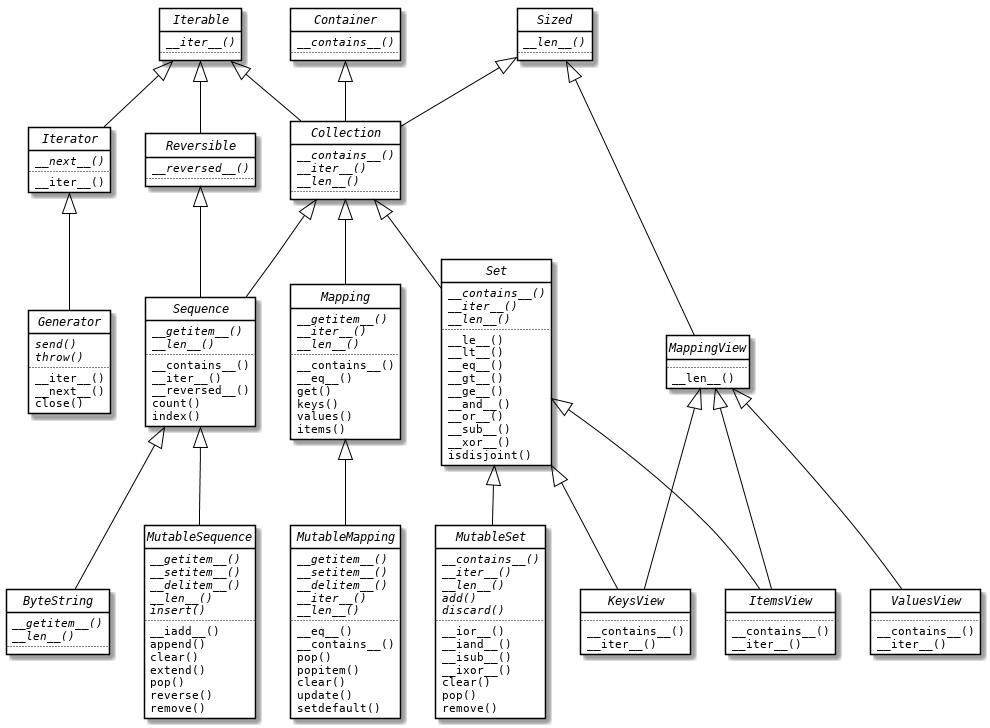 Iterable
__iter__()
Container
__contains__()
Sized
__len__()
Iterator
__next__()
__iter__()
Reversible
__reversed__()
Collection
__contains__()
__iter__()
__len__()
Generator
send()
throw()
__iter__()
__next__()
close()
Sequence
__getitem__()
__len__()
__contains__()
__iter__()
__reversed__()
count()
index()
Mapping
__getitem__()
__iter__()
__len__()
__contains__()
__eq__()
get()
keys()
values()
items()
Set
__contains__()
__iter__()
__len__()
__le__()
__lt__()
__eq__()
__gt__()
__ge__()
__and__()
__or__()
__sub__()
__xor__()
isdisjoint()
MappingView
__len__()
ByteString
__getitem__()
__len__()
MutableSequence
__getitem__()
__setitem__()
__delitem__()
__len__()
insert()
__iadd__()
append()
clear()
extend()
pop()
reverse()
remove()
MutableMapping
__getitem__()
__setitem__()
__delitem__()
__iter__()
__len__()
__eq__()
__contains__()
pop()
popitem()
clear()
update()
setdefault()
MutableSet
__contains__()
__iter__()
__len__()
add()
discard()
__ior__()
__iand__()
__isub__()
__ixor__()
clear()
pop()
remove()
KeysView
__contains__()
__iter__()
ItemsView
__contains__()
__iter__()
ValuesView
__contains__()
__iter__()